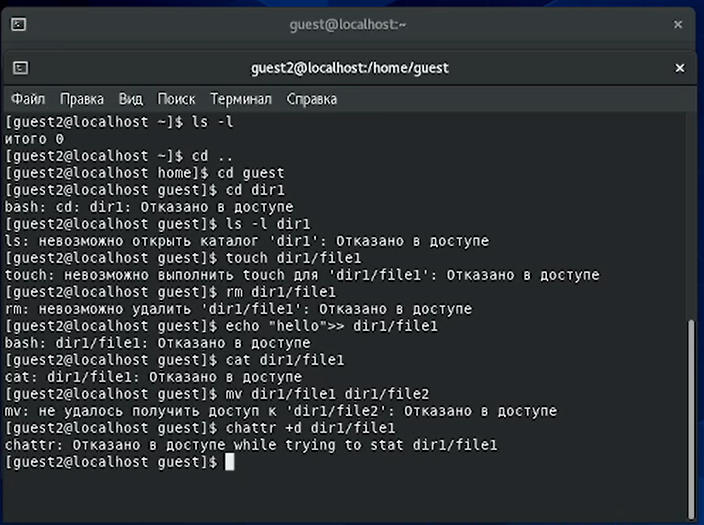 guest@localhost:~
guest2@localhost:/home/guest
Файл Правка Вид Поиск Терминал Справка
[guest2@localhost ~]$ ls -l
итого 0
[guest2@localhost ~]$ cd ..
[guest2@localhost home]$ cd guest
[guest2@localhost guest]$ cd dir1
bash: cd: dir1: Отказано в доступе
[guest2@localhost guest]$ ls -l dir1
ls: невозможно открыть каталог 'dir1': Отказано в доступе
[guest2@localhost guest]$ touch dir1/file1
touch: невозможно выполнить touch для 'dir1/file1': Отказано в доступе
[guest2@localhost guest]$ rm dir1/file1
rm: невозможно удалить 'dir1/file1': Отказано в доступе
[guest2@localhost guest]$ echo "hello">> dir1/file1
bash: dir1/file1: Отказано в доступе
[guest2@localhost guest]$ cat dir1/file1
cat: dir1/file1: Отказано в доступе
[guest2@localhost guest]$ mv dir1/file1 dir1/file2
mv: не удалось получить доступ к 'dir1/file2': Отказано в доступе
[guest2@localhost guest]$ chattr +d dir1/file1
chattr: Отказано в доступе while trying to stat dir1/file1
[guest2@localhost guest]$